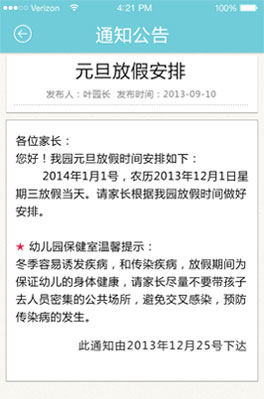 Verizon 4:21 PM 100%
通知公告
元旦放假安排
发布人：叶园长 发布时间：2013-09-10
各位家长：
您好！我园元旦放假时间安排如下：
2014年1月1号，农历2013年12月1日星
期三放假当天。请家长根据我园放假时间做好
安排。
★ 幼儿园保健室温馨提示：
冬季容易诱发疾病，和传染疾病，放假期间为
保证幼儿的身体健康，请家长尽量不要带孩子
去人员密集的公共场所，避免交叉感染，预防
传染病的发生。
此通知由2013年12月25号下达